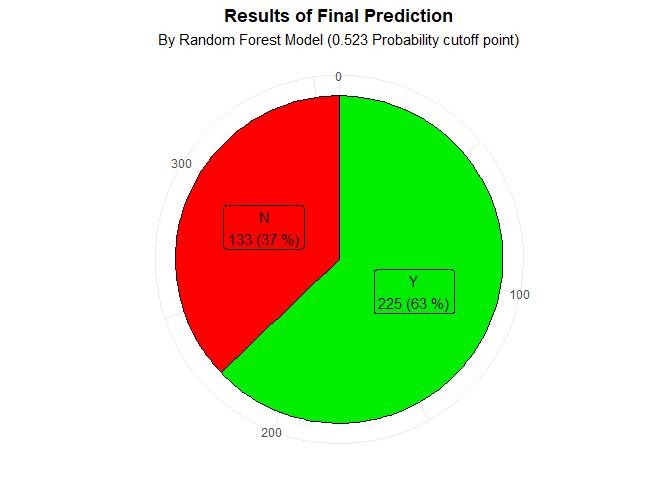 Results of Final Prediction
By Random Forest Model (0.523 Probability cutoff point)
0
300
N
133 (37 %)
Y
225 (63 %)
100
200